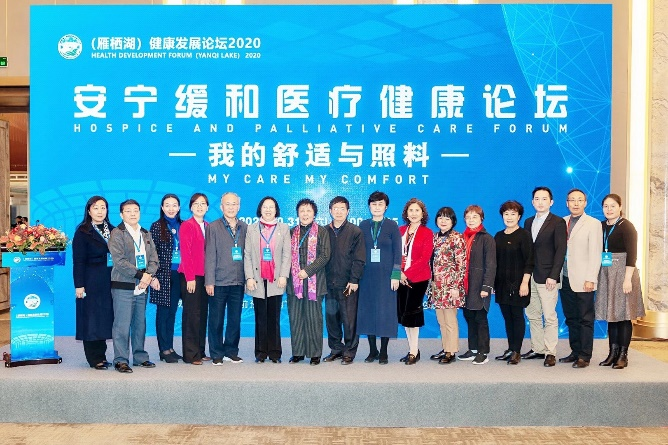 （雁栖湖）健康发展论坛2020
HEALTH DEVELOPMENT FORUM (YANQI LAKE) 2020
安宁缓和医疗健康论坛
HOSPICE AND PALLIATIVE CARE FORUM
—我的舒适与照料—
MY CARE MY COMFORT